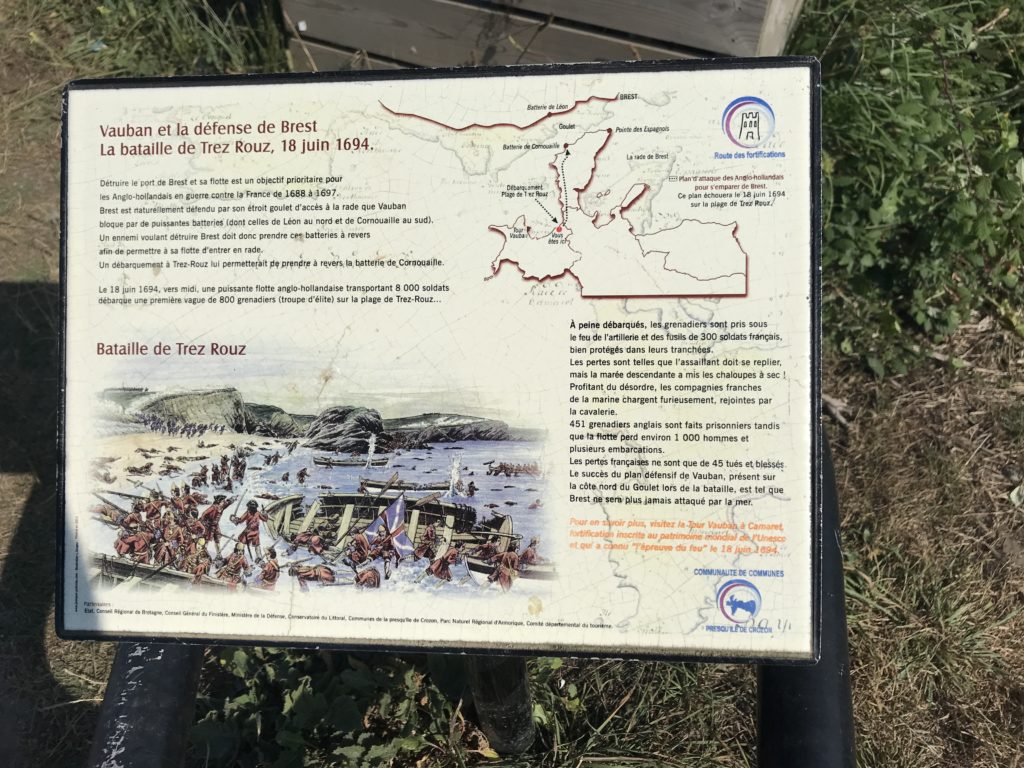 Vauban et la défense de Brest
La bataille de Trez Rouz, 18 juin 1694.
Détruire le port de Brest et sa flotte est un objectif prioritaire pour
les Anglo-hollandais en guerre contre la France de 1688 à 1697.
Brest est naturellement défendu par son étroit goulet d'accès à la rade que Vauban
bloque par de puissantes batteries (dont celles de Léon au nord et de Cornouaille au sud).
Un ennemi voulant détruire Brest doit donc prendre ces batteries à revers
afin de permettre à sa flotte d'entrer en rade.
Un débarquement à Trez-Rouz lui permetterait de prendre à revers la batterie de Cornouaille.
Le 18 juin 1694, vers midi, une puissante flotte anglo-hollandaise transportant 8 000 soldats
débarque une première vague de 800 grenadiers (troupe d'élite) sur la plage de Trez-Rouz...
Bataille de Trez Rouz
BREST
Batterie de Léon
Goulet
Pointe des Espagnols
Batterie de Cornouaille
La rade de Brest
Débarquement
Plage de Trez Rouz
Tour
Vauban
Vous
êtes ici
Route des fortifications
Plan d'attaque des Anglo-hollandais
pour s'emparer de Brest.
Ce plan échouera le 18 juin 1694
sur la plage de Trez Rouz.
À peine débarqués, les grenadiers sont pris sous
le feu de l'artillerie et des fusils de 300 soldats français,
bien protégés dans leurs tranchées.
Les pertes sont telles que l'assaillant doit se replier,
mais la marée descendante a mis les chaloupes à sec !
Profitant du désordre, les compagnies franches
de la marine chargent furieusement, rejointes par
la cavalerie.
451 grenadiers anglais sont faits prisonniers tandis
que la flotte perd environ 1 000 hommes et
plusieurs embarcations.
Les pertes françaises ne sont que de 45 tués et blessés.
Le succès du plan défensif de Vauban, présent sur
la côte nord du Goulet lors de la bataille, est tel que
Brest ne sera plus jamais attaqué par la mer.
Pour en savoir plus, visitez la Tour Vauban à Camaret,
fortification inscrite au patrimoine mondial de l'Unesco
et qui a connu "l'épreuve du feu" le 18 juin 1694.
COMMUNAUTE DE COMMUNES
PRESQU'ILE DE CROZON
Partenaires :
Etat, Conseil Régional de Bretagne, Conseil Général du Finistère, Ministère de la Défense, Conservatoire du Littoral, Communes de la presqu'île de Crozon, Parc Naturel Régional d'Armorique, Comité départemental du tourisme.